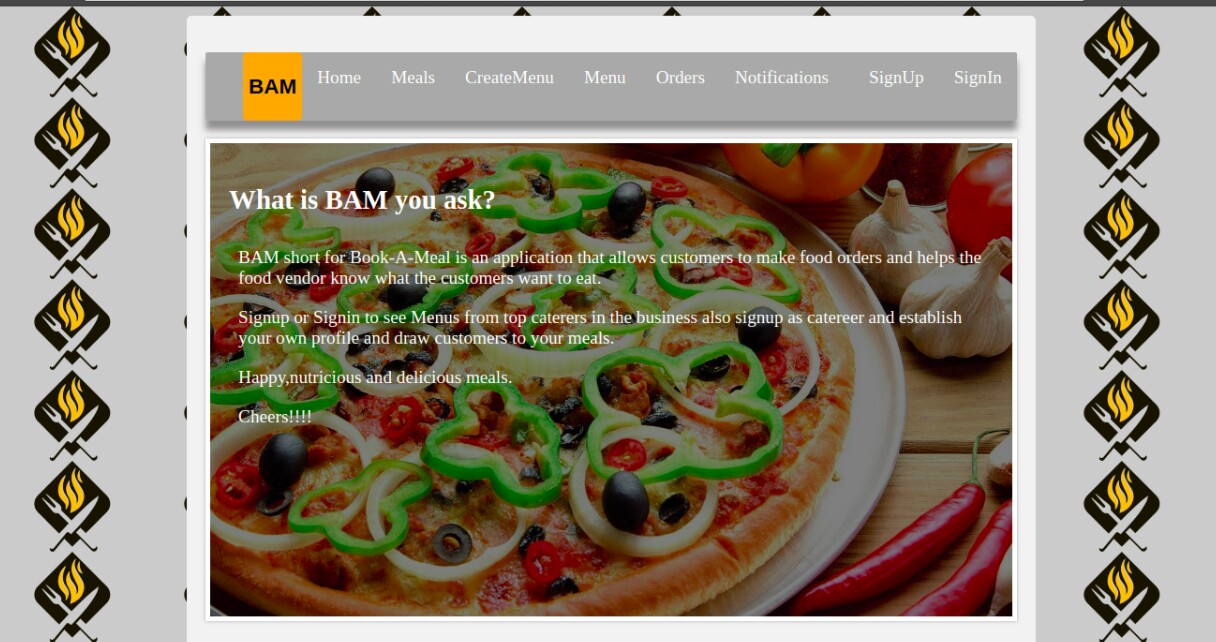 BAM Home Meals CreateMenu Menu Orders Notifications SignUp SignIn
What is BAM you ask?
BAM short for Book-A-Meal is an application that allows customers to make food orders and helps the
food vendor know what the customers want to eat.
Signup or Signin to see Menus from top caterers in the business also signup as catereer and establish
your own profile and draw customers to your meals.
Happy,nutricious and delicious meals.
Cheers!!!!